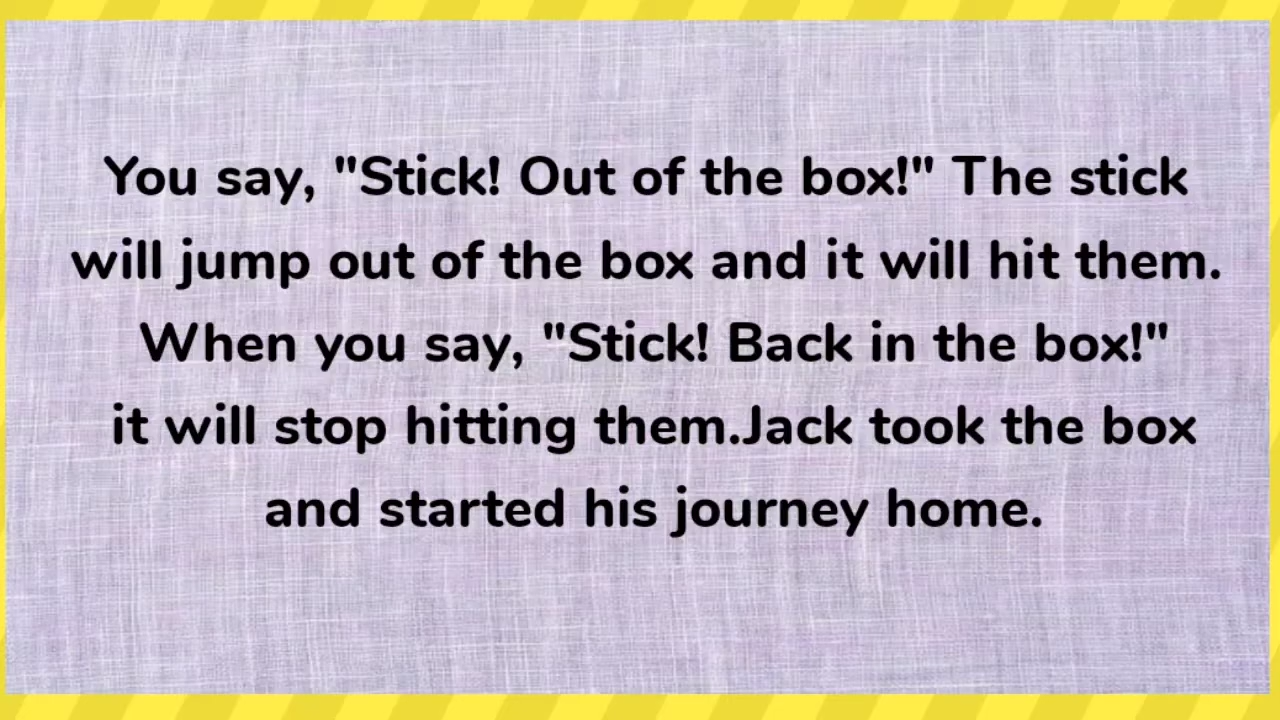 You say, "Stick! Out of the box!" The stick
will jump out of the box and it will hit them.
When you say, "Stick! Back in the box!"
it will stop hitting them.Jack took the box
and started his journey home.